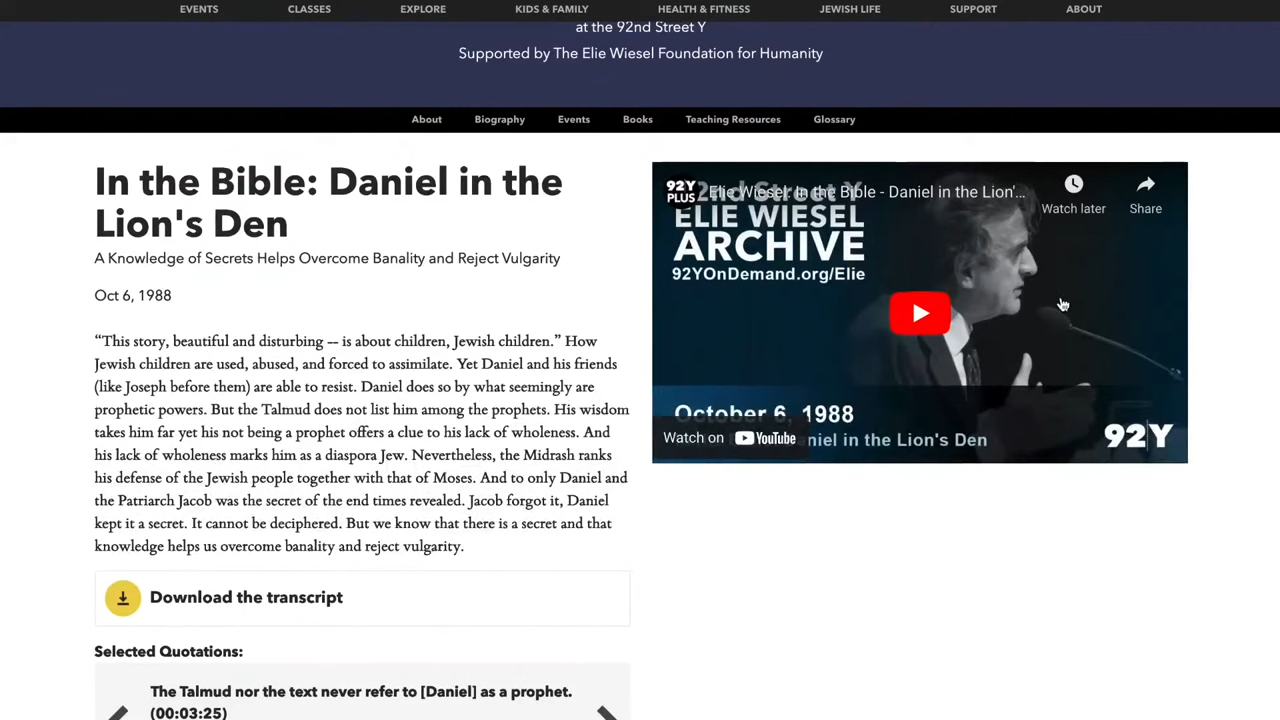 EVENTS CLASSES EXPLORE KIDS & FAMILY HEALTH & FITNESS JEWISH LIFE SUPPORT ABOUT
at the 92nd Street Y
Supported by The Elie Wiesel Foundation for Humanity
About Biography Events Books Teaching Resources Glossary
In the Bible: Daniel in the
Lion's Den
A Knowledge of Secrets Helps Overcome Banality and Reject Vulgarity
Oct 6, 1988
“This story, beautiful and disturbing -- is about children, Jewish children.” How
Jewish children are used, abused, and forced to assimilate. Yet Daniel and his friends
(like Joseph before them) are able to resist. Daniel does so by what seemingly are
prophetic powers. But the Talmud does not list him among the prophets. His wisdom
takes him far yet his not being a prophet offers a clue to his lack of wholeness. And
his lack of wholeness marks him as a diaspora Jew. Nevertheless, the Midrash ranks
his defense of the Jewish people together with that of Moses. And to only Daniel and
the Patriarch Jacob was the secret of the end times revealed. Jacob forgot it, Daniel
kept it a secret. It cannot be deciphered. But we know that there is a secret and that
knowledge helps us overcome banality and reject vulgarity.
Download the transcript
Selected Quotations:
The Talmud nor the text never refer to [Daniel] as a prophet.
(00:03:25)
92Y
PLUS
Elie Wiesel: In the Bible - Daniel in the Lion'...
Watch later
Share
92nd Street Y
ELIE WIESEL
ARCHIVE
92YOnDemand.org/Elie
October 6, 1988
Daniel in the Lion's Den
Watch on YouTube
92Y